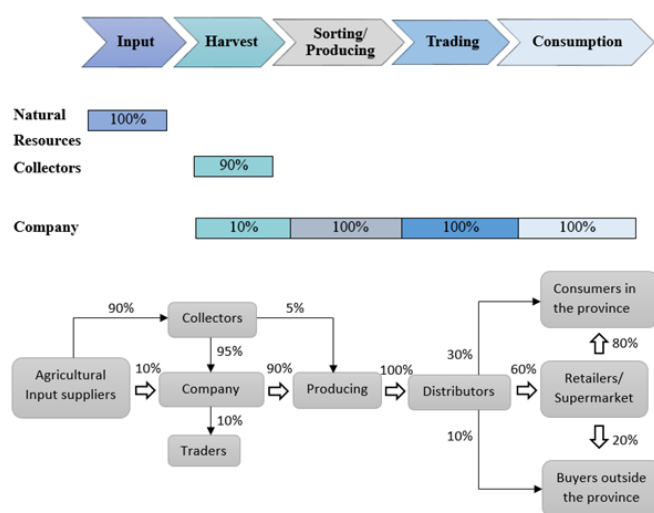 Input
Harvest
Sorting/
Producing
Trading
Consumption
Natural
Resources
100%
Collectors
90%
Company
10%
100%
100%
100%
Consumers in
the province
90%
Collectors
5%
80%
95%
30%
Agricultural
Input suppliers
10%
Company
90%
Producing
100%
Distributors
60%
Retailers/
Supermarket
10%
Traders
10%
20%
Buyers outside
the province